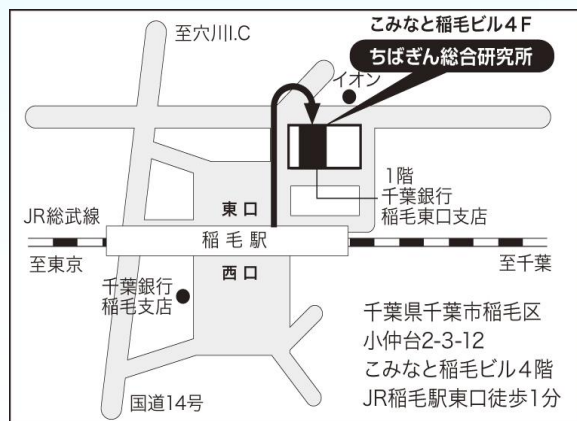 こみなと稲毛ビル4F
ちばぎん総合研究所
至穴川I.C
イオン
1階
千葉銀行
稲毛東口支店
東口
JR総武線
稲毛駅
至東京
至千葉
西口
千葉銀行
稲毛支店
国道14号
千葉県千葉市稲毛区
小仲台2-3-12
こみなと稲毛ビル4階
JR稲毛駅東口徒歩1分